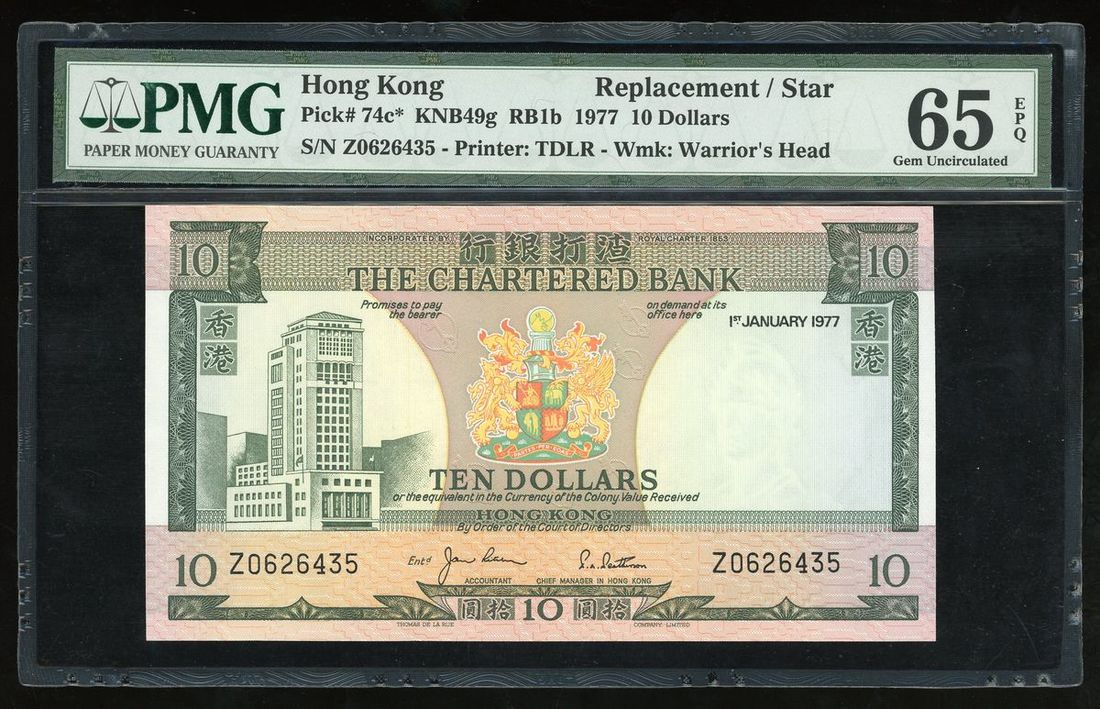 PMG
PAPER MONEY GUARANTY
Hong Kong Replacement / Star
Pick# 74c* KNB49g RB1b 1977 10 Dollars
S/N Z0626435 - Printer: TDLR - Wmk: Warrior's Head
65 EPQ
Gem Uncirculated
INCORPORATED BY ROYAL CHARTER 1853
行銀打渣
10 THE CHARTERED BANK 10
Promises to pay the bearer
on demand at its office here
1ST JANUARY 1977
香港
香港
TEN DOLLARS
or the equivalent in the Currency of the Colony. Value Received
HONG KONG
By Order of the Court of Directors
10 Z0626435 Entd Z0626435 10
ACCOUNTANT CHIEF MANAGER IN HONG KONG
圓拾 10 圓拾
THOMAS DE LA RUE COMPANY, LIMITED